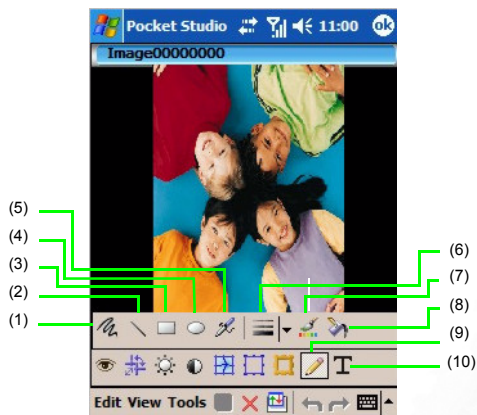 Pocket Studio 11:00 ok
Image00000000
(5)
(4)
(3)
(2)
(1)
(6)
(7)
(8)
(9)
(10)
T
Edit View Tools